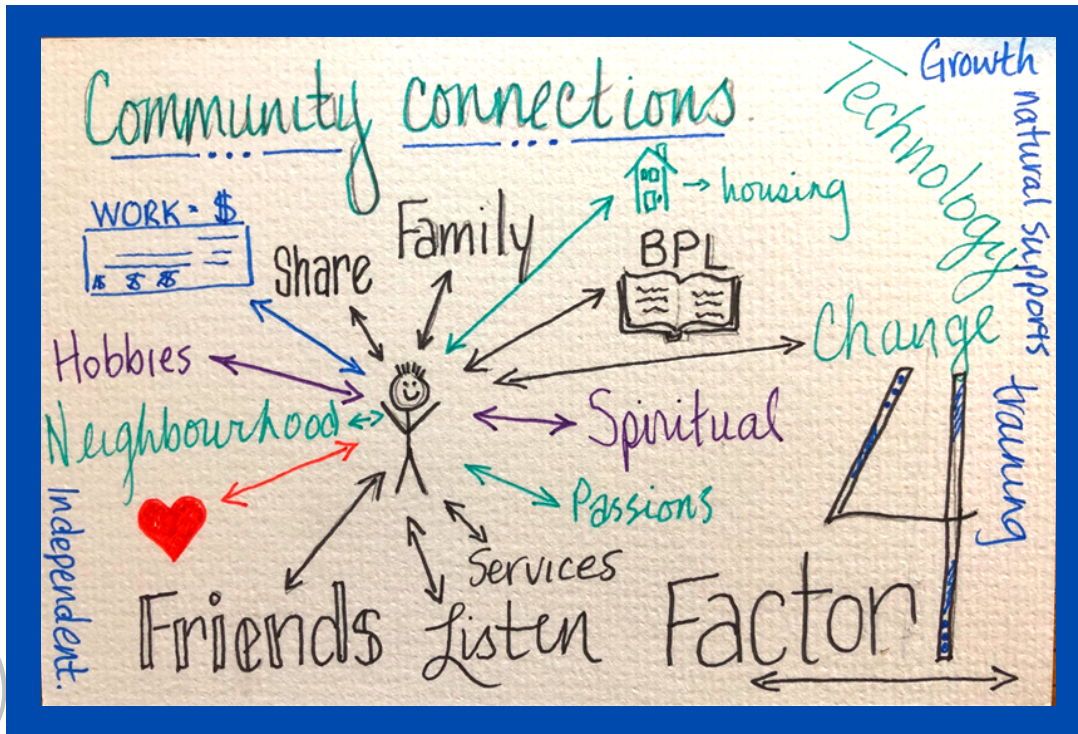 Community connections.
Growth
Technology
natural supports
training
WORK = $
$ $ $$
Share
Family
→ housing
BPL
Change
Hobbies
Neighbourhood
Spiritual
Passions
Independent.
Services
Friends
Listen
Factor 4